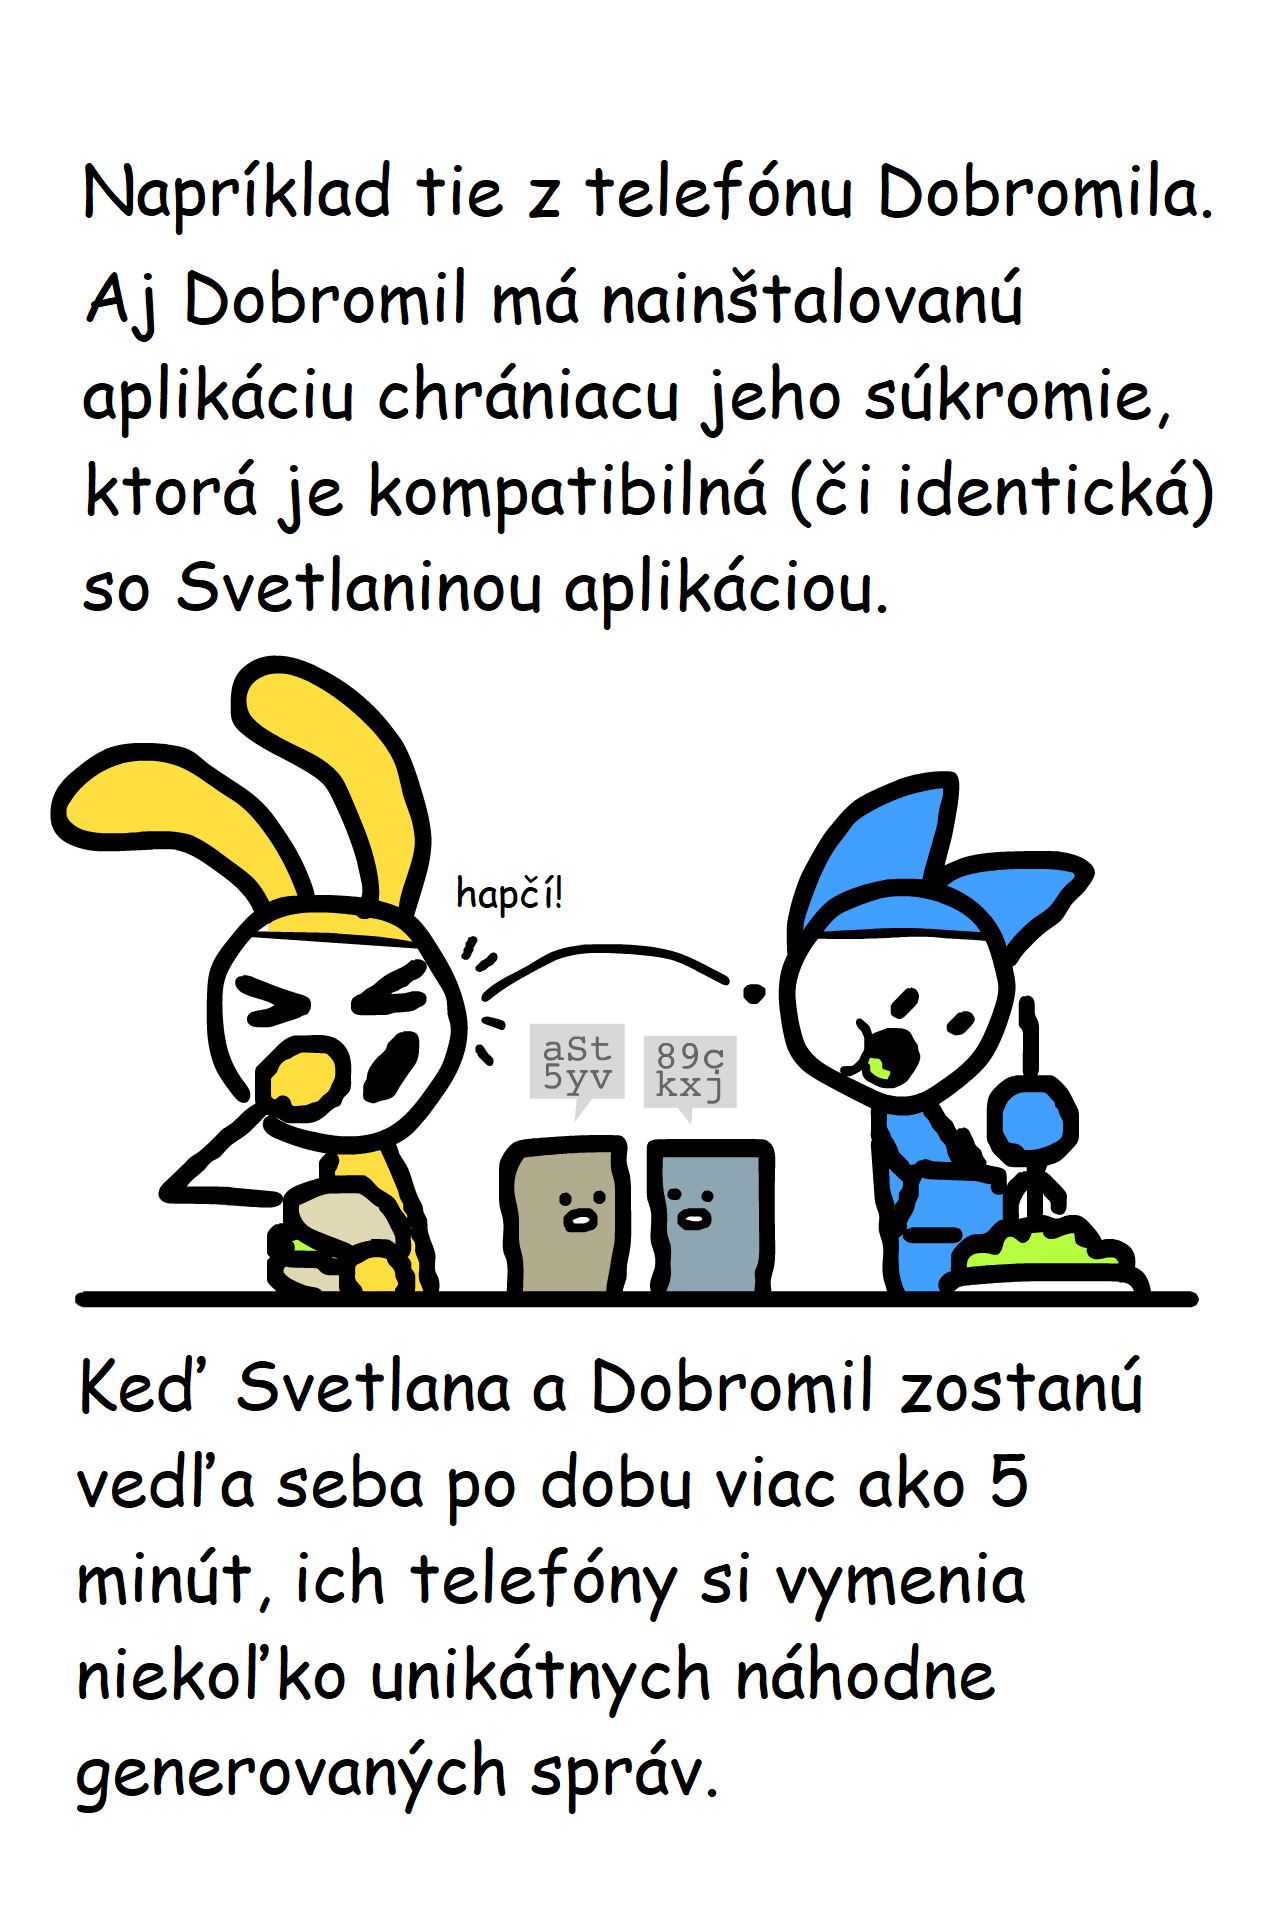 Napríklad tie z telefónu Dobromila.
Aj Dobromil má nainštalovanú
aplikáciu chrániacu jeho súkromie,
ktorá je kompatibilná (či identická)
so Svetlaninou aplikáciou.
hapčí!
aSt
5yv
89c
kxj
Keď Svetlana a Dobromil zostanú
vedľa seba po dobu viac ako 5
minút, ich telefóny si vymenia
niekoľko unikátnych náhodne
generovaných správ.